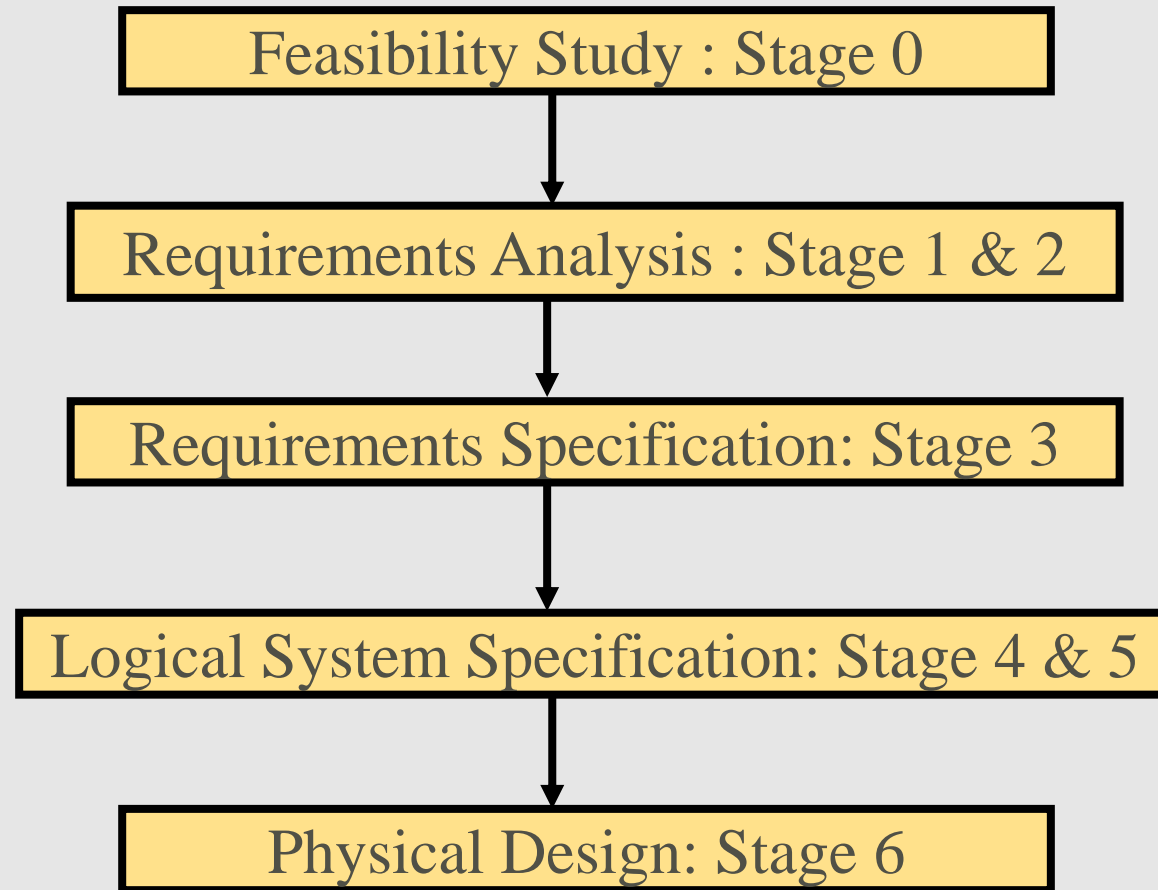 Feasibility Study : Stage 0
Requirements Analysis : Stage 1 & 2
Requirements Specification: Stage 3
Logical System Specification: Stage 4 & 5
Physical Design: Stage 6